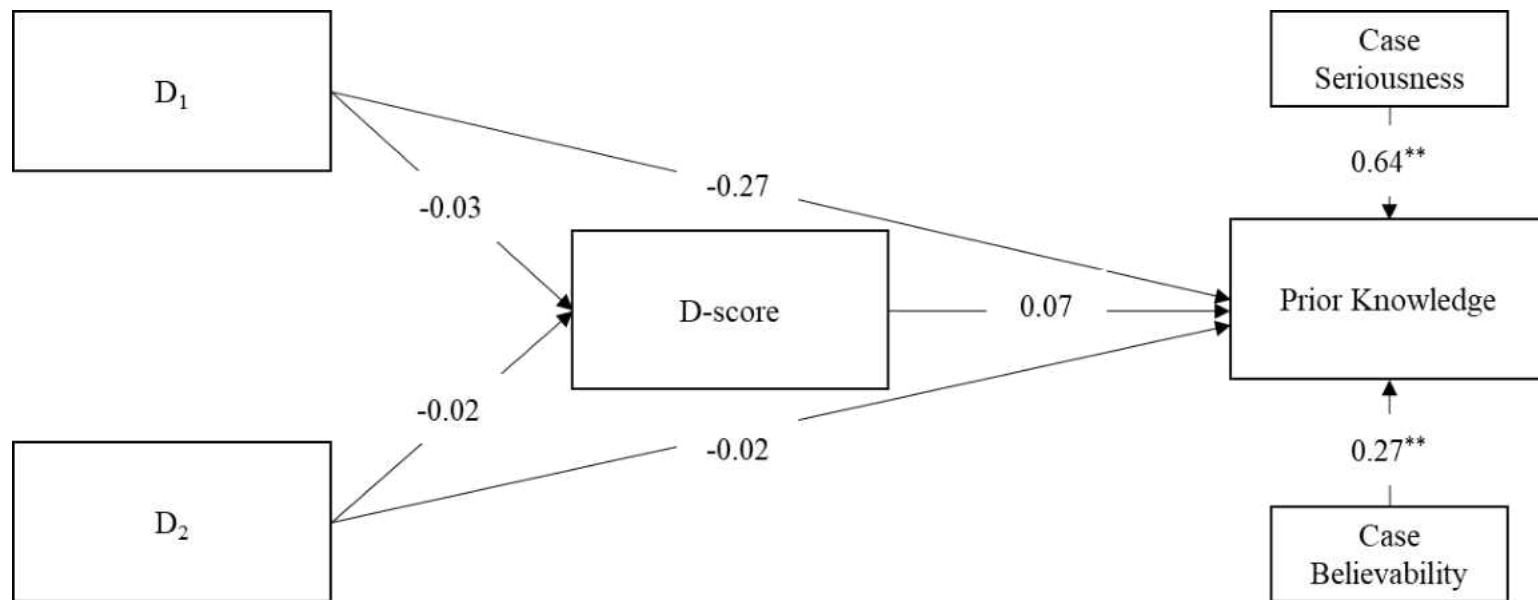 D₁
Case
Seriousness
0.64**
-0.27
-0.03
D-score
0.07
Prior Knowledge
-0.02
-0.02
0.27**
D₂
Case
Believability